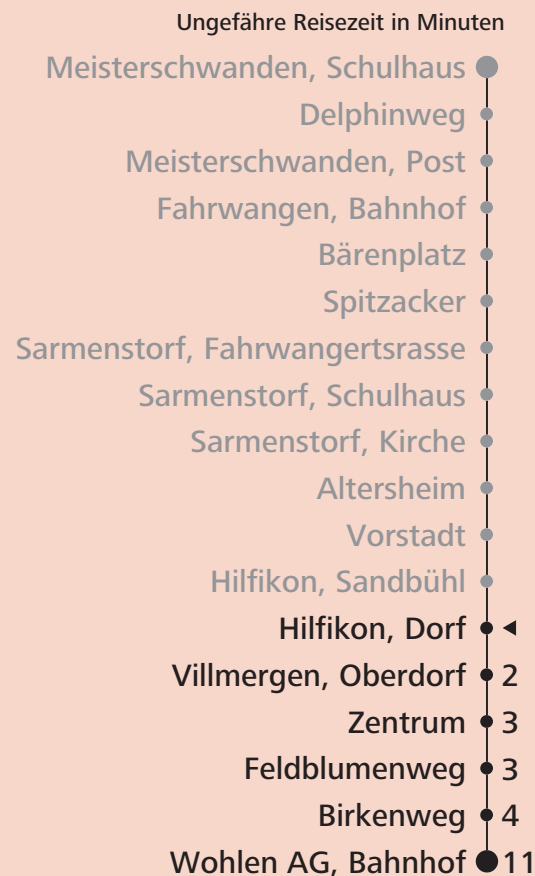 Ungefähre Reisezeit in Minuten
Meisterschwanden, Schulhaus
Delphinweg
Meisterschwanden, Post
Fahrwangen, Bahnhof
Bärenplatz
Spitzacker
Sarmenstorf, Fahrwangertsrasse
Sarmenstorf, Schulhaus
Sarmenstorf, Kirche
Altersheim
Vorstadt
Hilfikon, Sandbühl
Hilfikon, Dorf
Villmergen, Oberdorf 2
Zentrum 3
Feldblumenweg 3
Birkenweg 4
Wohlen AG, Bahnhof 11